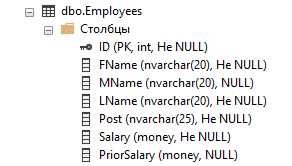 dbo.Employees
Столбцы
ID (PK, int, Не NULL)
FName (nvarchar(20), Не NULL)
MName (nvarchar(20), NULL)
LName (nvarchar(20), Не NULL)
Post (nvarchar(25), Не NULL)
Salary (money, Не NULL)
PriorSalary (money, NULL)